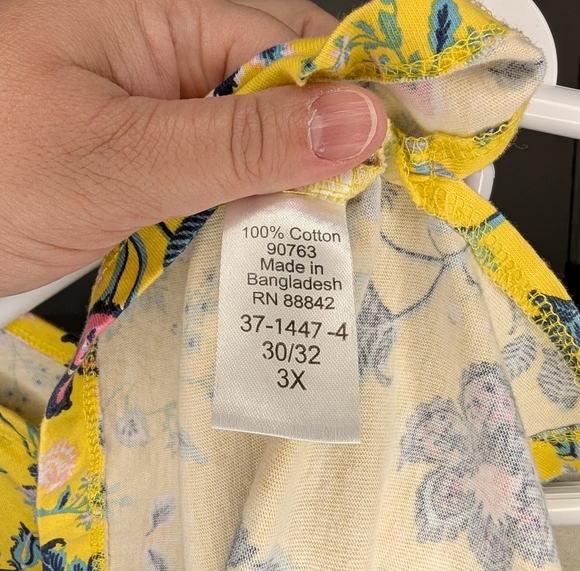 100% Cotton
90763
Made in
Bangladesh
RN 88842
37-1447-4
30/32
3X